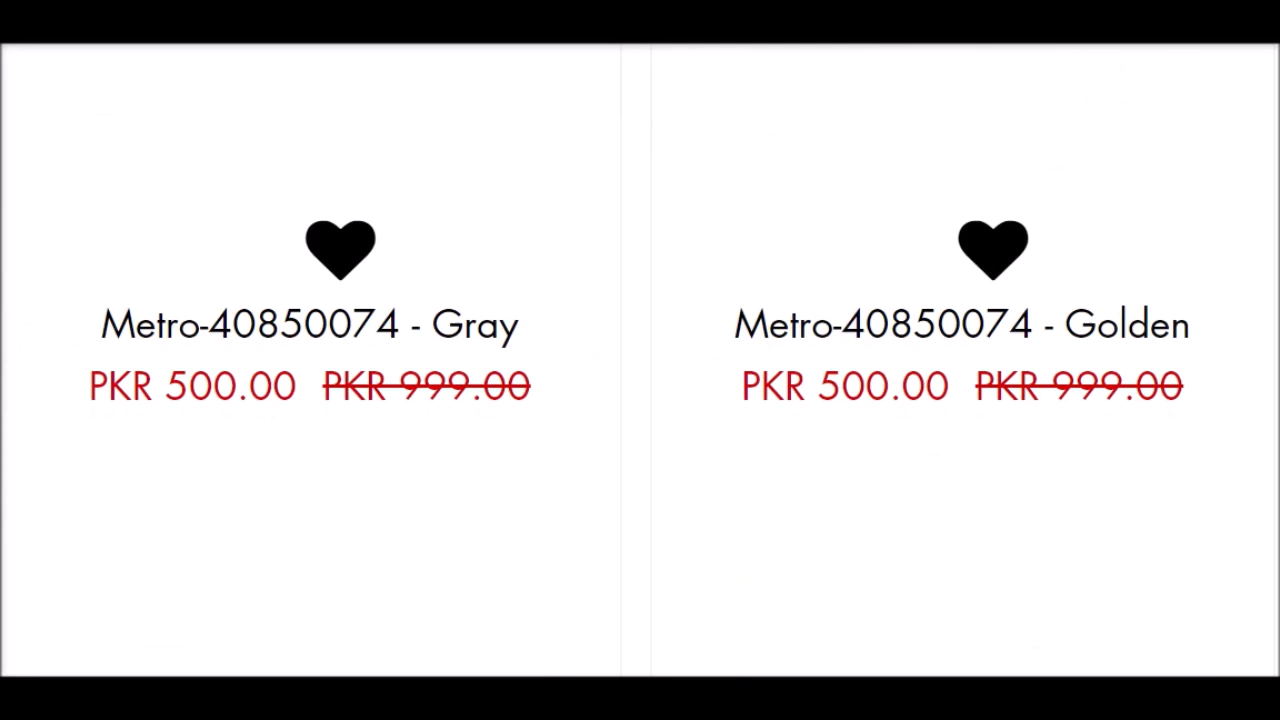 Metro-40850074 - Gray
PKR 500.00 PKR 999.00
Metro-40850074 - Golden
PKR 500.00 PKR 999.00